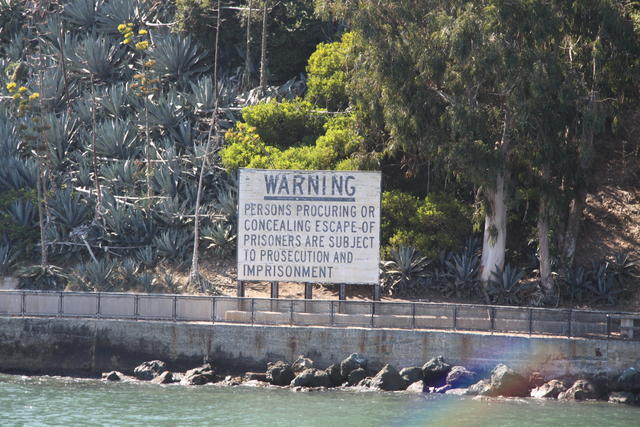 WARNING
PERSONS PROCURING OR
CONCEALING ESCAPE OF
PRISONERS ARE SUBJECT
TO PROSECUTION AND
IMPRISONMENT